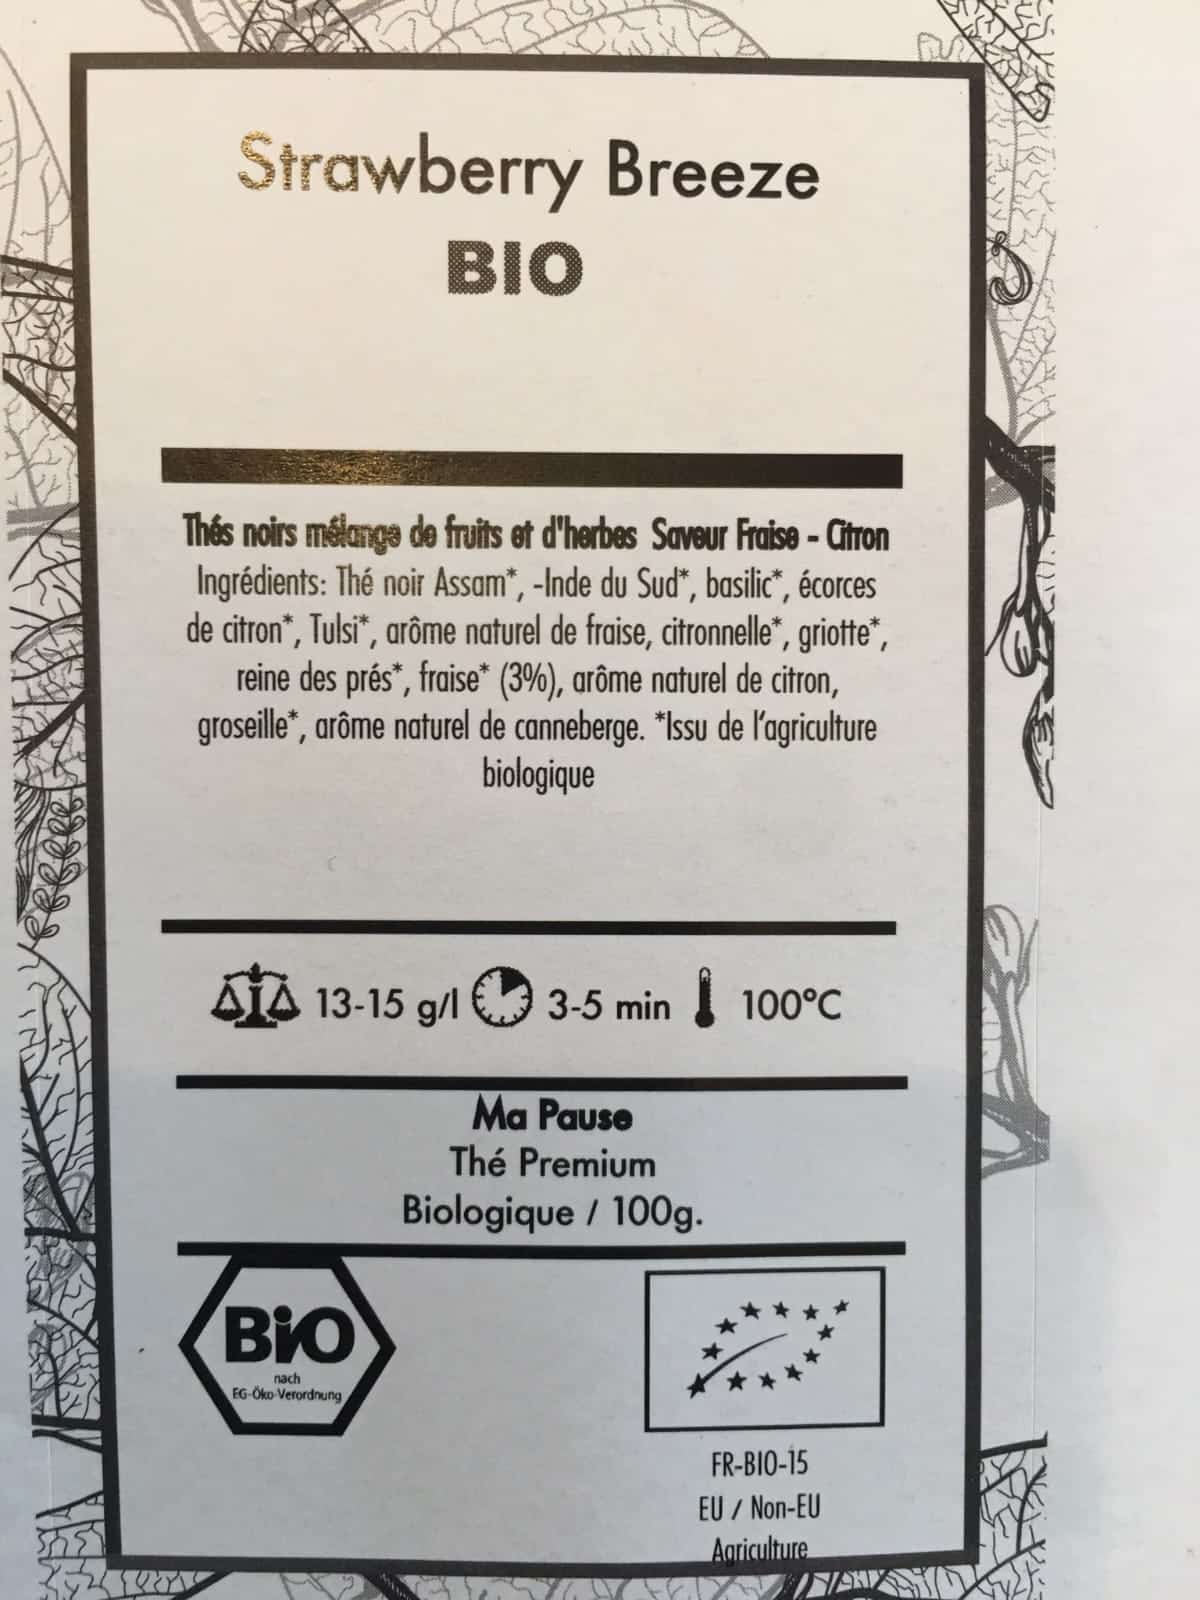 Strawberry Breeze
BIO
Thés noirs mélange de fruits et d'herbes Saveur Fraise - Citron
Ingrédients: Thé noir Assam*, -Inde du Sud*, basilic*, écorces
de citron*, Tulsi*, arôme naturel de fraise, citronnelle*, griotte*,
reine des prés*, fraise* (3%), arôme naturel de citron,
groseille*, arôme naturel de canneberge. *Issu de l'agriculture
biologique
13-15 g/l 3-5 min 100°C
Ma Pause
Thé Premium
Biologique / 100g.
BiO
nach
EG-Öko-Verordnung
FR-BIO-15
EU / Non-EU
Agriculture